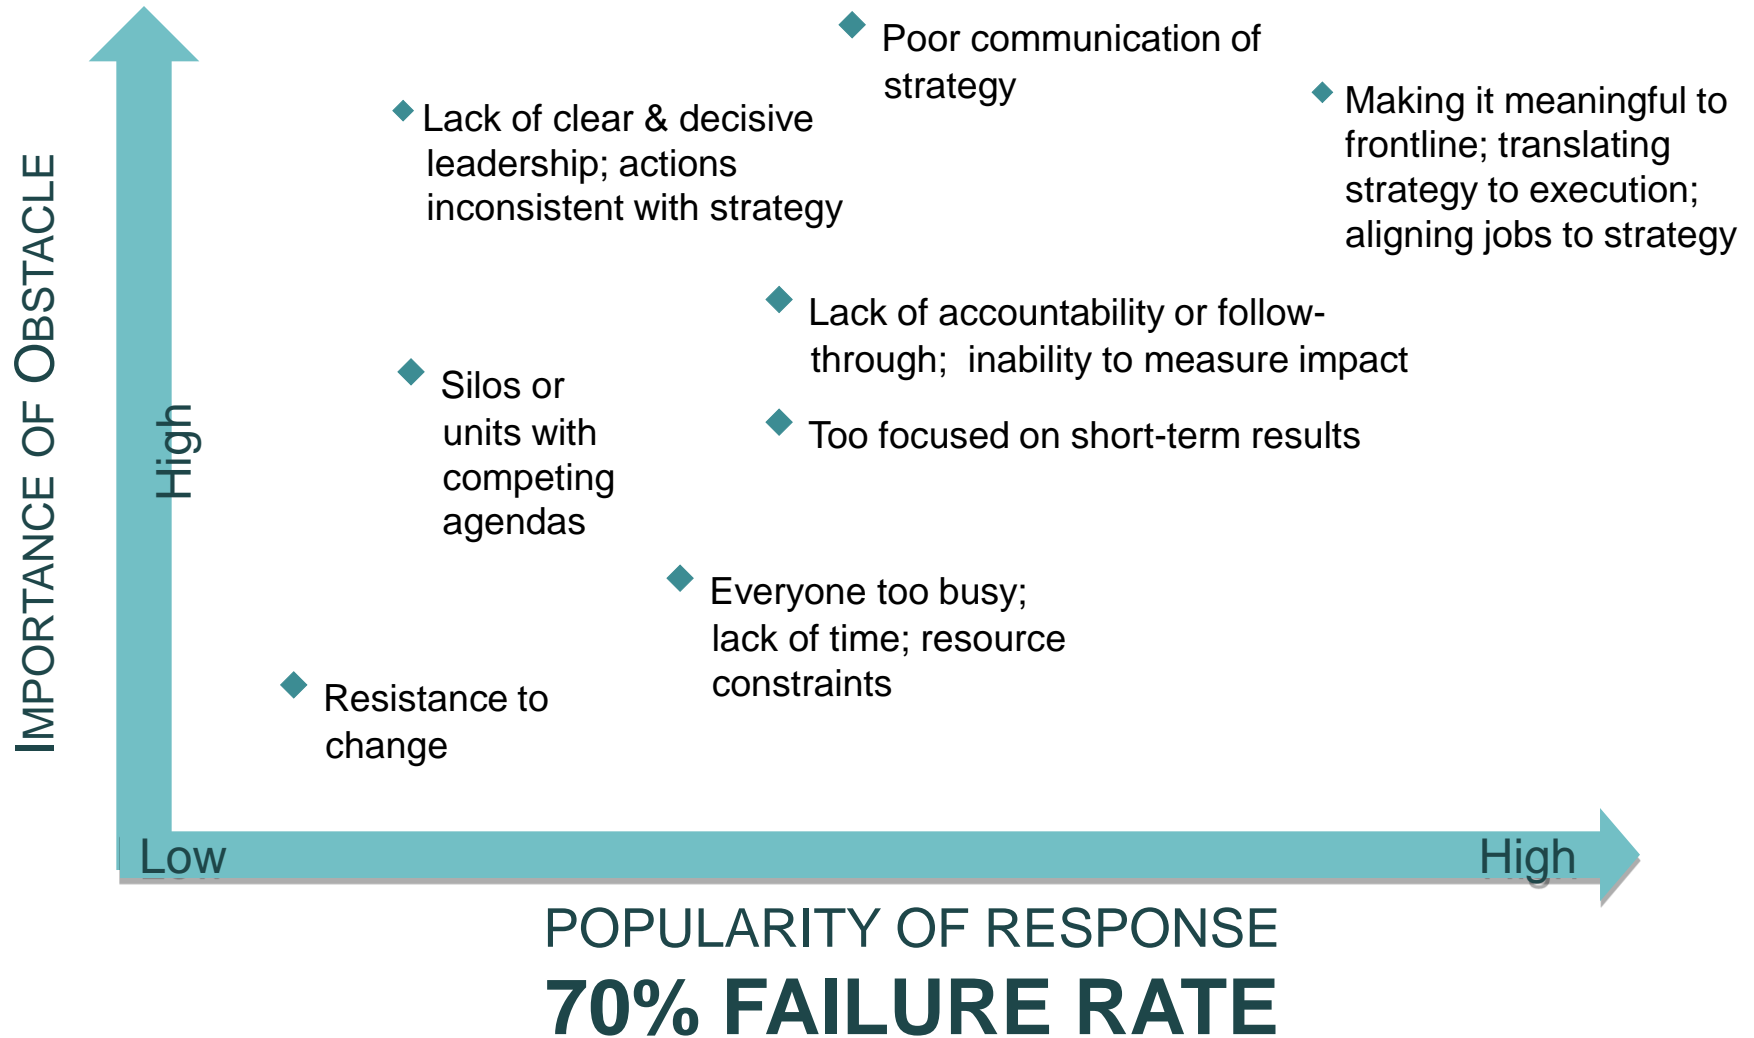 Poor communication of
strategy
Making it meaningful to
frontline; translating
strategy to execution;
aligning jobs to strategy
Lack of clear & decisive
leadership; actions
inconsistent with strategy
Lack of accountability or follow-
through;  inability to measure impact
Silos or
units with
competing
agendas
Too focused on short-term results
Everyone too busy;
lack of time; resource
constraints
Resistance to
change
IMPORTANCE OF OBSTACLE
High
Low
High
POPULARITY OF RESPONSE
70% FAILURE RATE